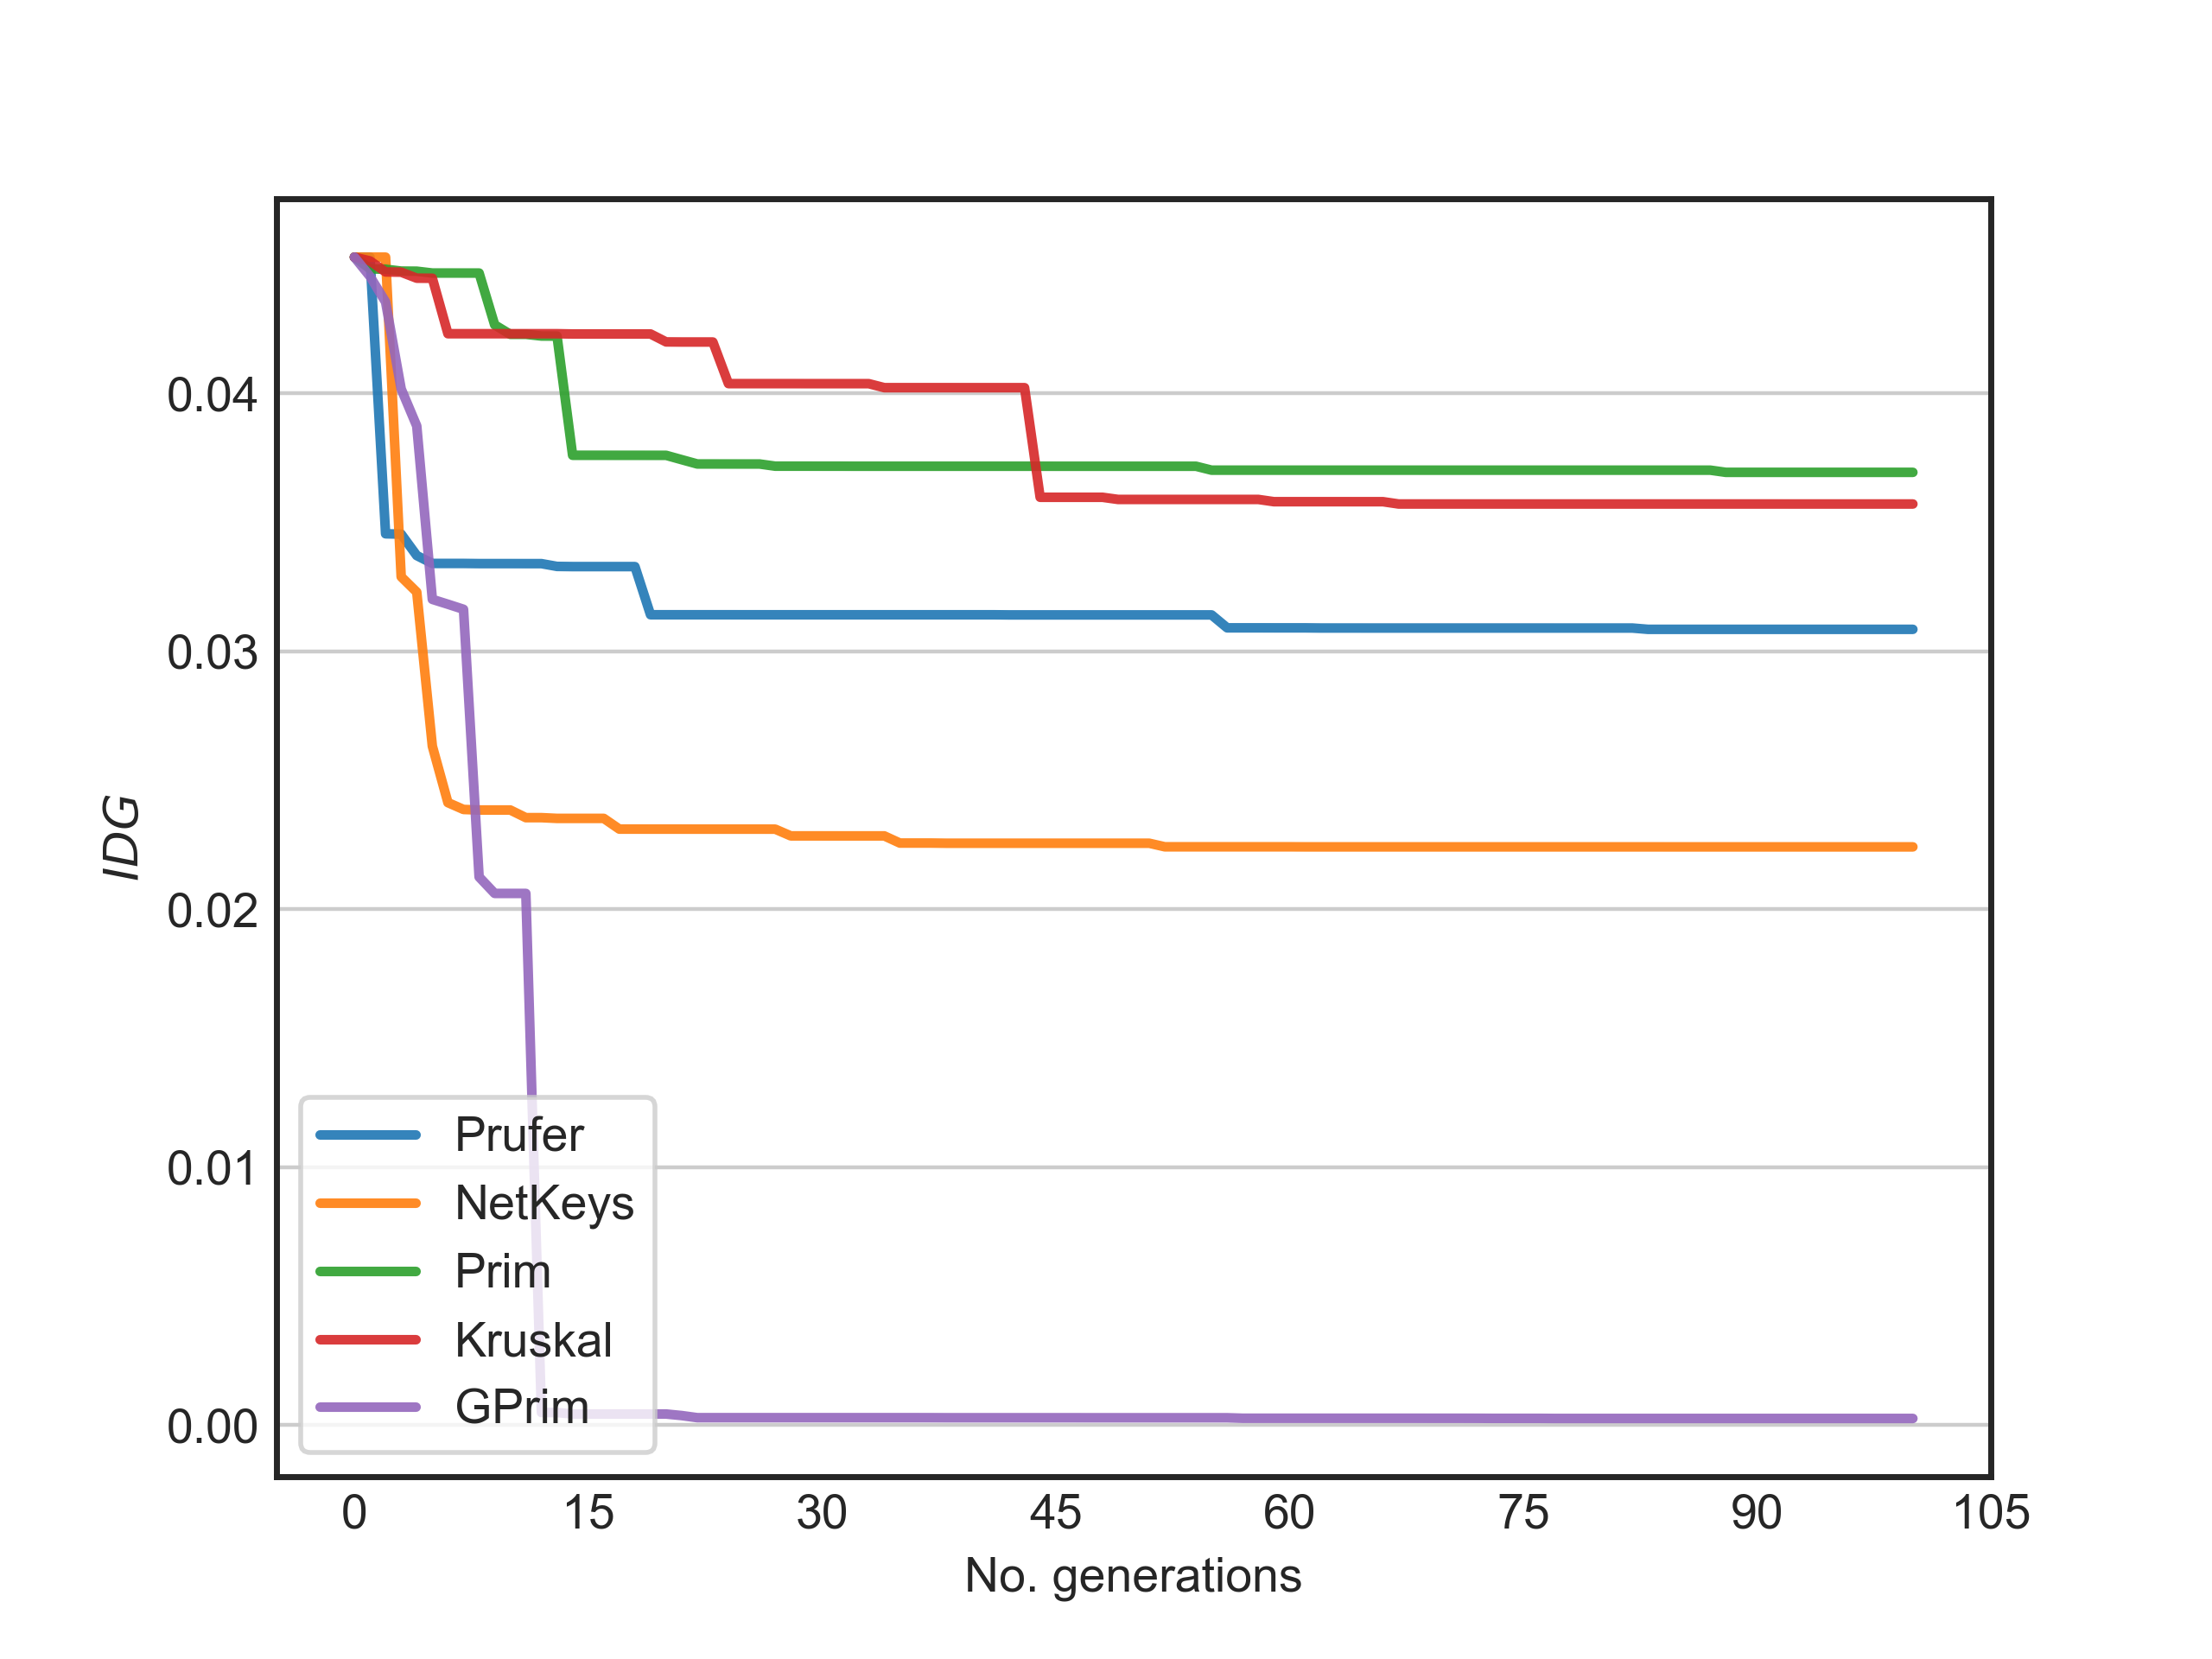 0.04
0.03
0.02
0.01
0.00
IDG
Prufer
NetKeys
Prim
Kruskal
GPrim
0 15 30 45 60 75 90 105
No. generations